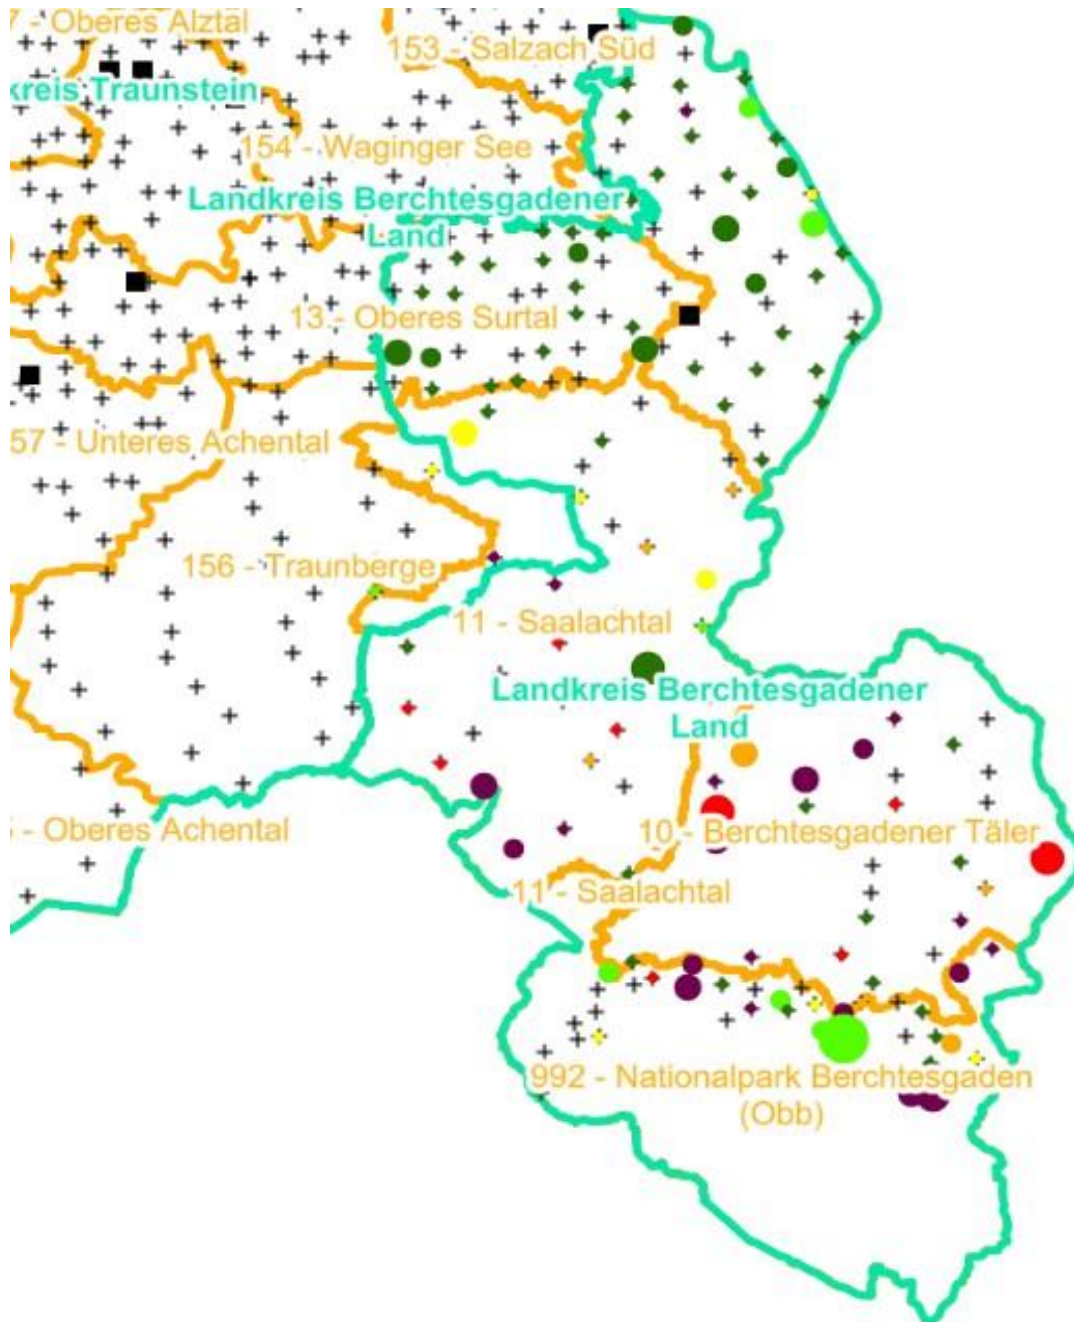 7 - Oberes Alztal
153 - Salzach Süd
kreis Traunstein
154 - Waginger See
Landkreis Berchtesgadener
Land
13 - Oberes Surtal
57 - Unteres Achental
156 - Traunberge
11 - Saalachtal
Landkreis Berchtesgadener
Land
- Oberes Achental
10 - Berchtesgadener Täler
11 - Saalachtal
992 - Nationalpark Berchtesgaden
(Obb)